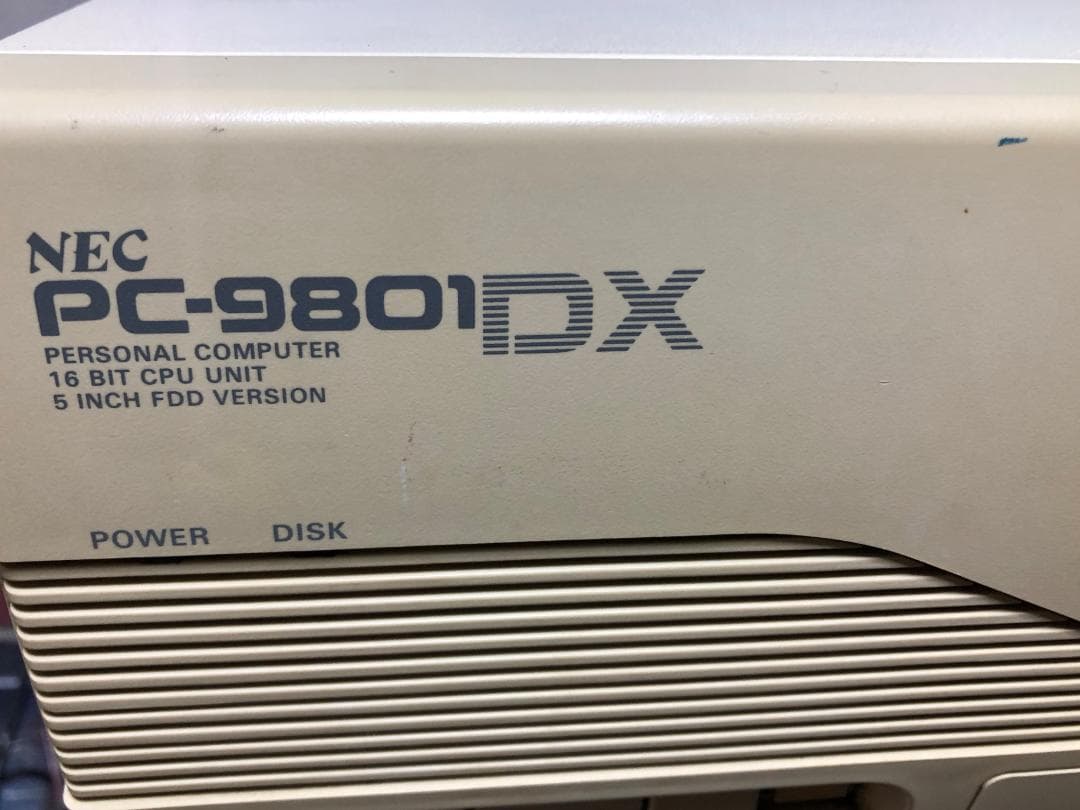 NEC
PC-9801DX
PERSONAL COMPUTER
16 BIT CPU UNIT
5 INCH FDD VERSION
POWER DISK